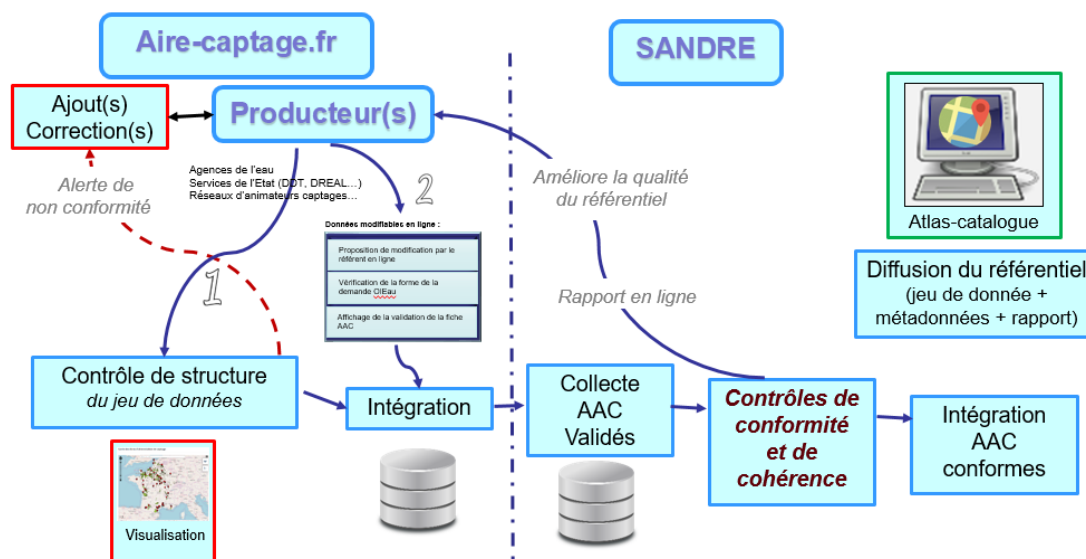 Aire-captage.fr
SANDRE
Ajout(s)
Correction(s)
Producteur(s)
Alerte de
non conformité
Agences de l'eau
Services de l'Etat (DDT, DREAL…)
Réseaux d'animateurs captages…
1
2
Données modifiables en ligne :
Proposition de modification par le
référent en ligne
Vérification de la forme de la
demande OIEau
Affichage de la validation de la fiche
AAC
Améliore la qualité
du référentiel
Rapport en ligne
Atlas-catalogue
Diffusion du référentiel
(jeu de donnée +
métadonnées + rapport)
Contrôle de structure
du jeu de données
Intégration
Collecte
AAC
Validés
Contrôles de
conformité
et de
cohérence
Intégration
AAC
conformes
Visualisation